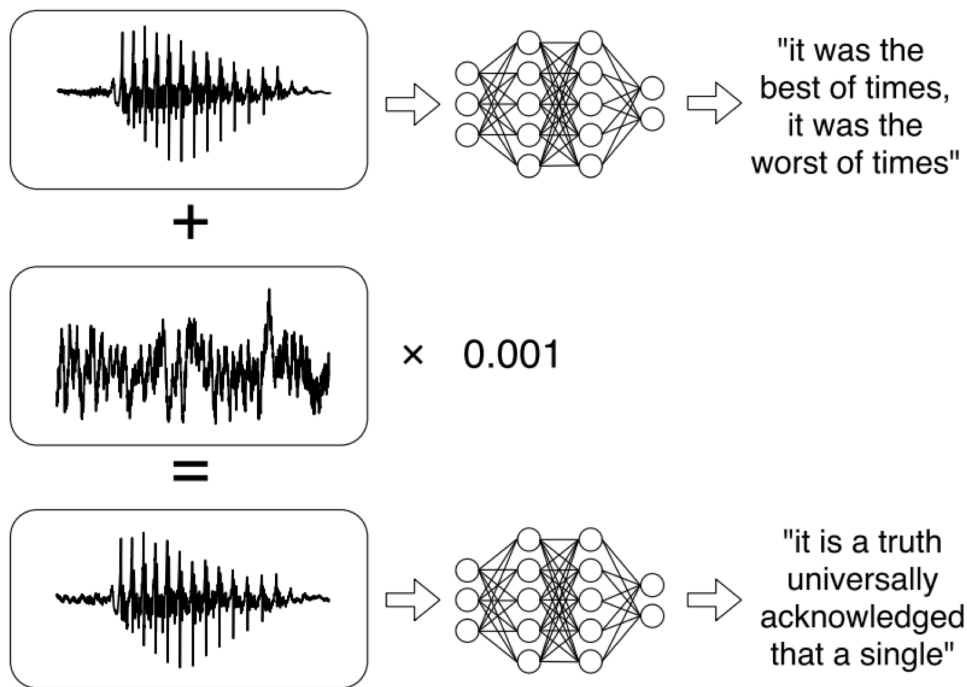 "it was the
best of times,
it was the
worst of times"
+
× 0.001
=
"it is a truth
universally
acknowledged
that a single"